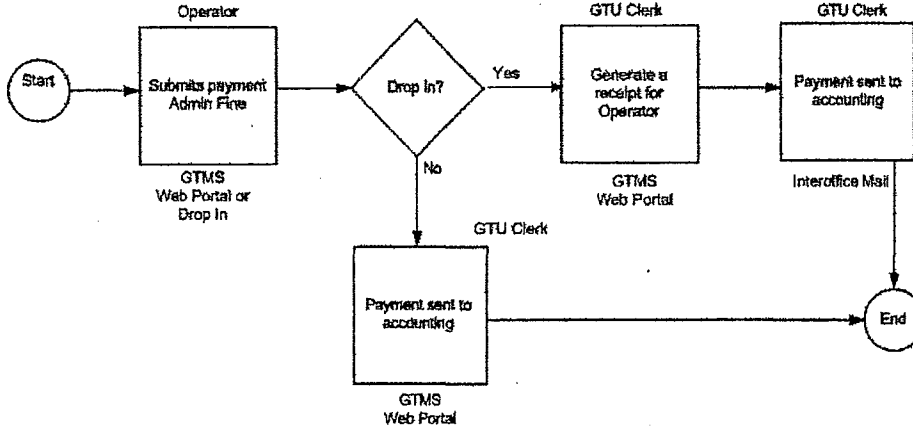 Operator
GTU Clerk
GTU Clerk
Start
Submits payment
Admin Fine
Drop In?
Yes
Generate a
receipt for
Operator
Payment sent to
accounting
No
GTMS
Web Portal or
Drop In
GTMS
Web Portal
Interoffice Mail
GTU Clerk
Payment sent to
accounting
End
GTMS
Web Portal